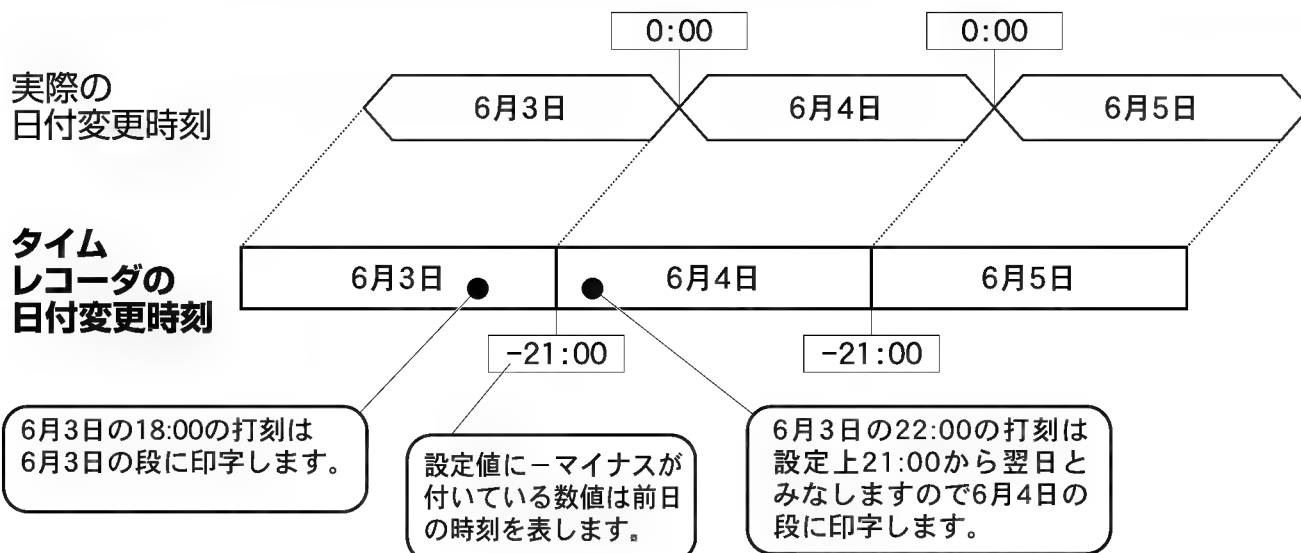 0:00
0:00
実際の
日付変更時刻
6月3日
6月4日
6月5日
タイム
レコーダの
日付変更時刻
6月3日
6月4日
6月5日
-21:00
-21:00
6月3日の18:00の打刻は
6月3日の段に印字します。
設定値に－マイナスが
付いている数値は前日
の時刻を表します。
6月3日の22:00の打刻は
設定上21:00から翌日と
みなしますので6月4日の
段に印字します。